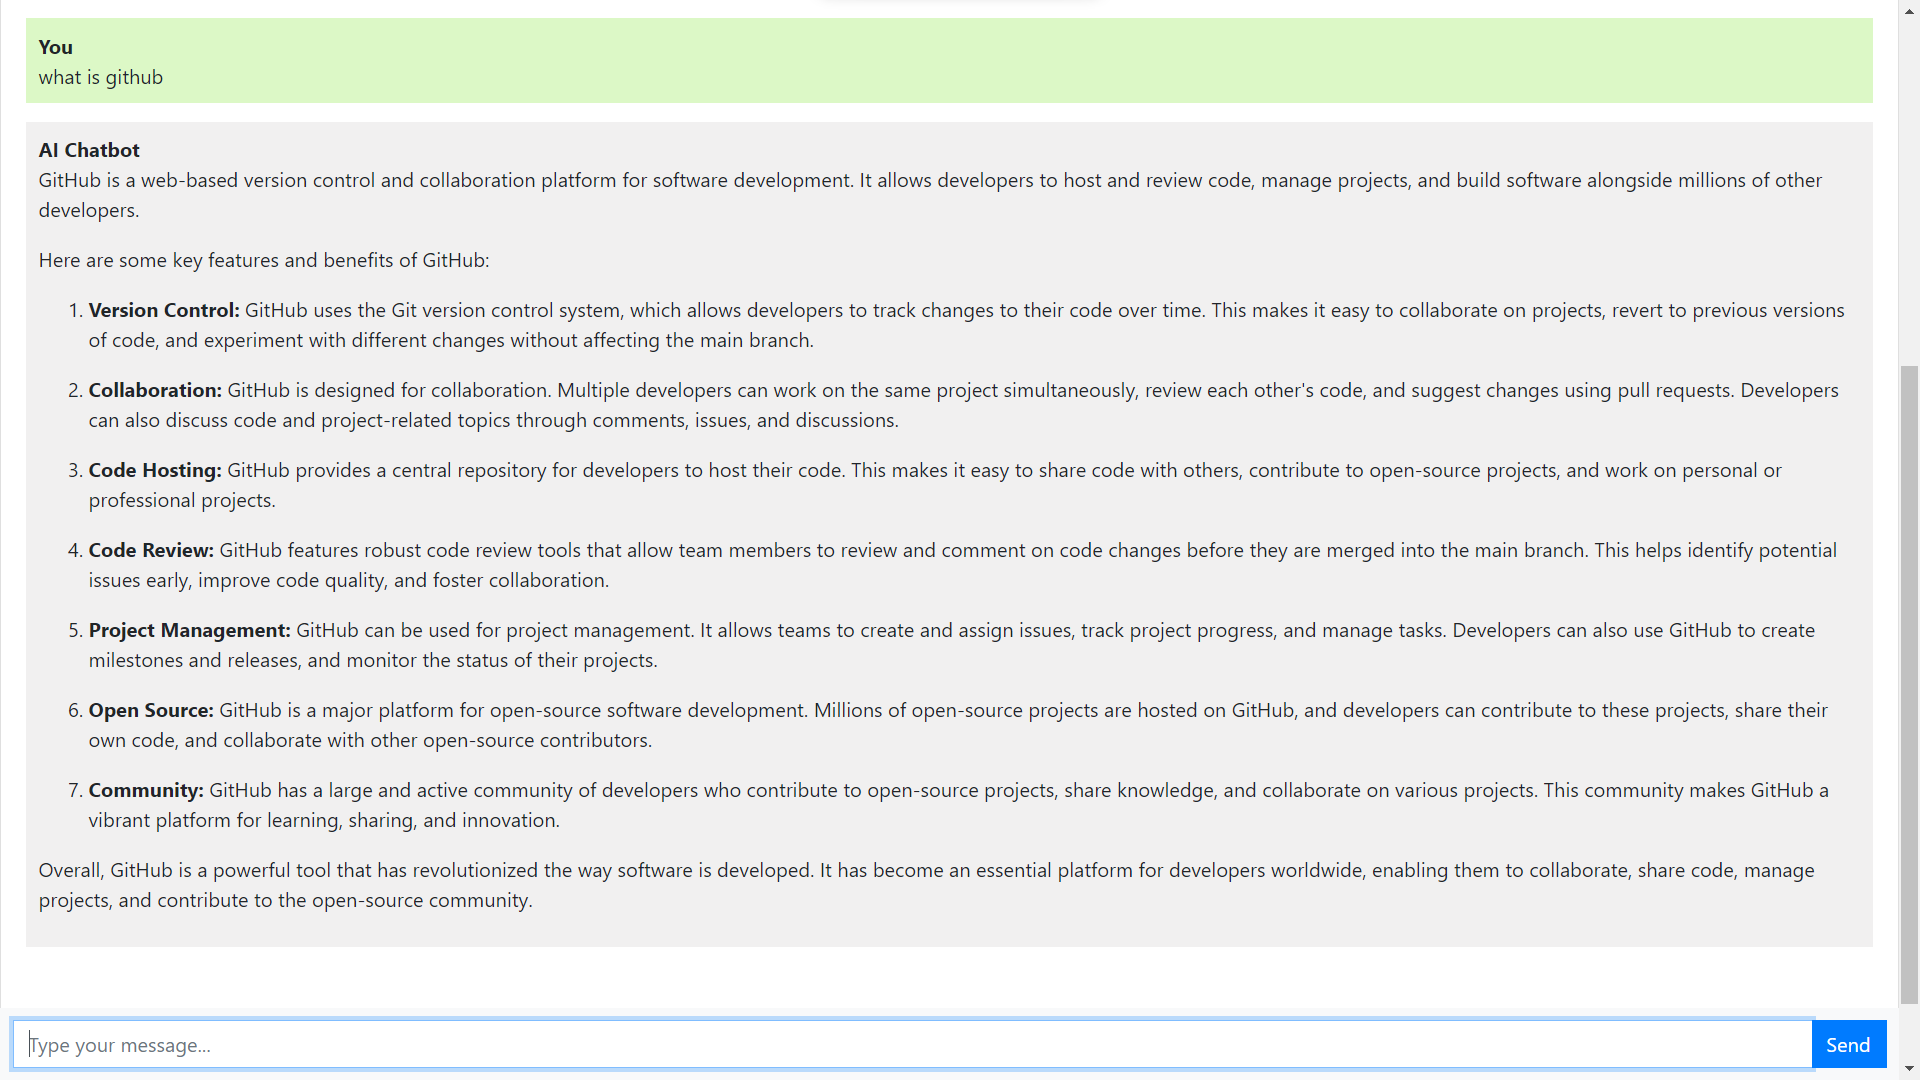 You
what is github
AI Chatbot
GitHub is a web-based version control and collaboration platform for software development. It allows developers to host and review code, manage projects, and build software alongside millions of other
developers.
Here are some key features and benefits of GitHub:
1. Version Control: GitHub uses the Git version control system, which allows developers to track changes to their code over time. This makes it easy to collaborate on projects, revert to previous versions
of code, and experiment with different changes without affecting the main branch.
2. Collaboration: GitHub is designed for collaboration. Multiple developers can work on the same project simultaneously, review each other's code, and suggest changes using pull requests. Developers
can also discuss code and project-related topics through comments, issues, and discussions.
3. Code Hosting: GitHub provides a central repository for developers to host their code. This makes it easy to share code with others, contribute to open-source projects, and work on personal or
professional projects.
4. Code Review: GitHub features robust code review tools that allow team members to review and comment on code changes before they are merged into the main branch. This helps identify potential
issues early, improve code quality, and foster collaboration.
5. Project Management: GitHub can be used for project management. It allows teams to create and assign issues, track project progress, and manage tasks. Developers can also use GitHub to create
milestones and releases, and monitor the status of their projects.
6. Open Source: GitHub is a major platform for open-source software development. Millions of open-source projects are hosted on GitHub, and developers can contribute to these projects, share their
own code, and collaborate with other open-source contributors.
7. Community: GitHub has a large and active community of developers who contribute to open-source projects, share knowledge, and collaborate on various projects. This community makes GitHub a
vibrant platform for learning, sharing, and innovation.
Overall, GitHub is a powerful tool that has revolutionized the way software is developed. It has become an essential platform for developers worldwide, enabling them to collaborate, share code, manage
projects, and contribute to the open-source community.
Type your message...
Send